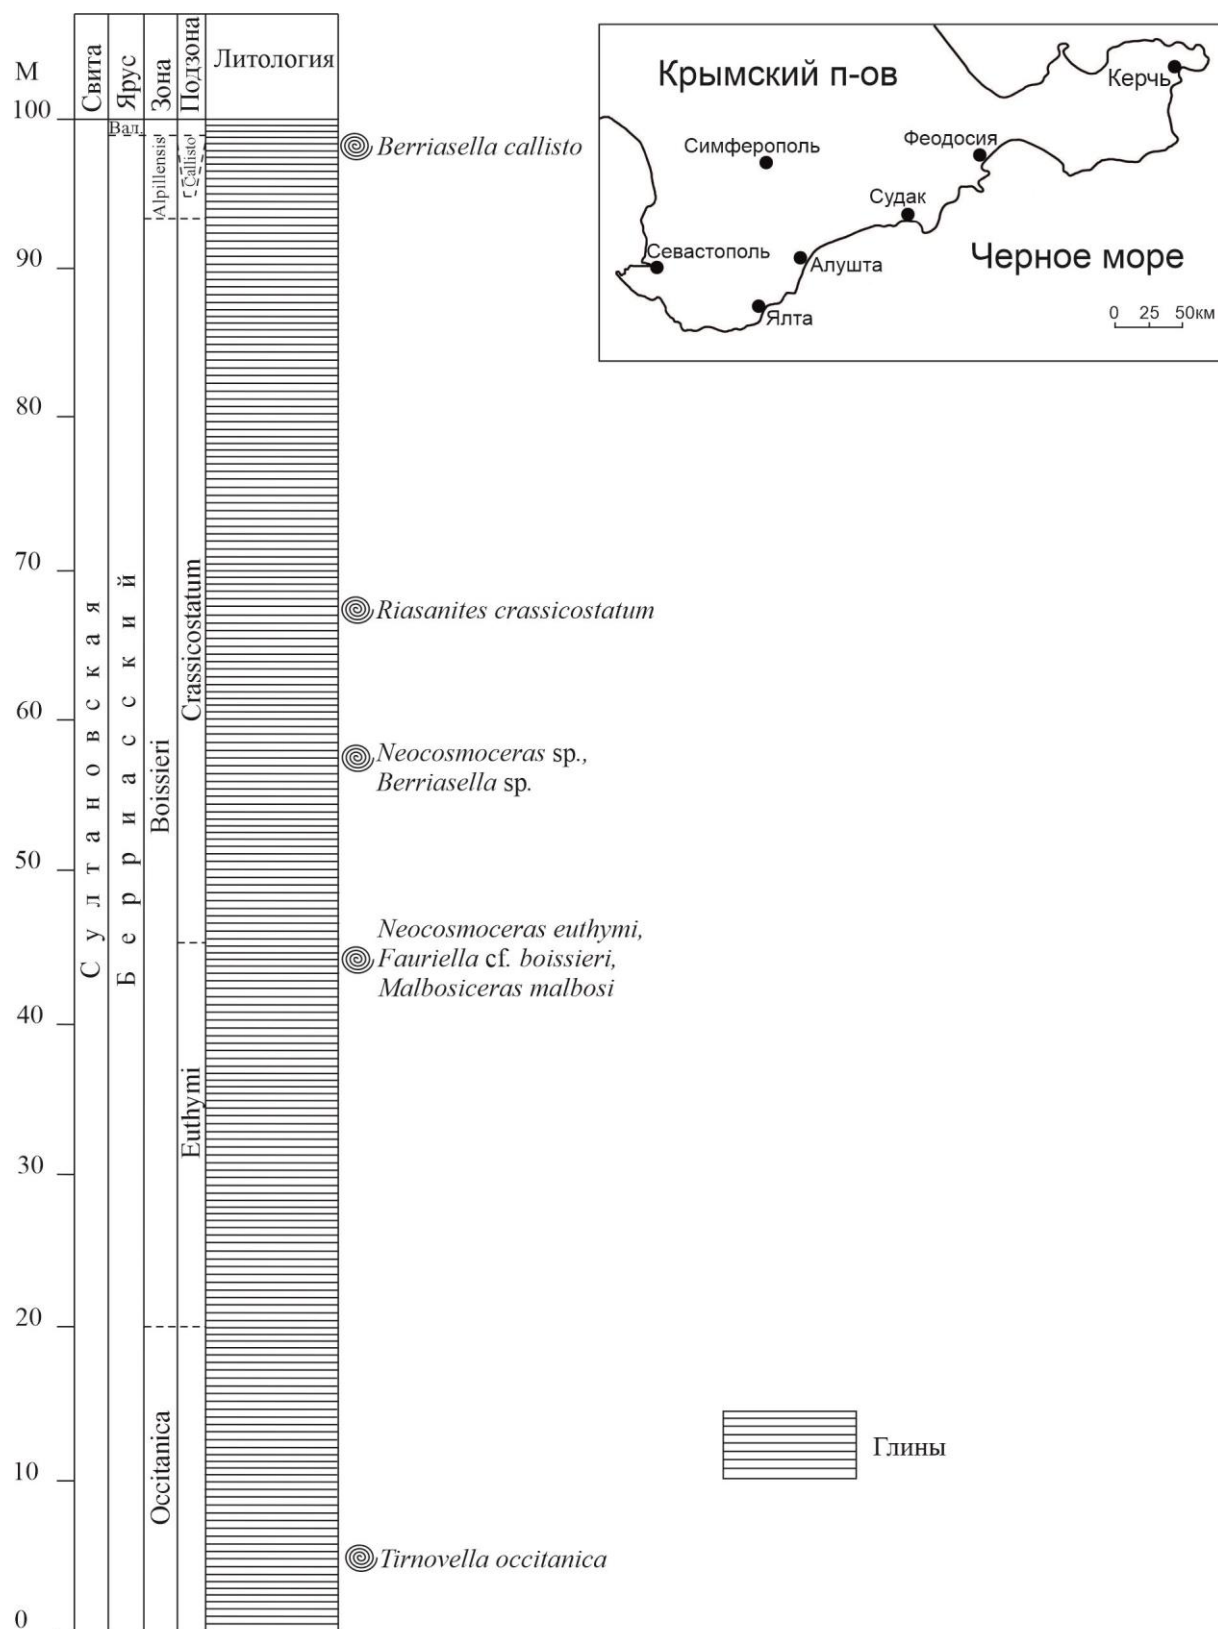 М
Свита
Ярус
Зона
Подзона
Литология
100
90
80
70
60
50
40
30
20
10
0
Султановская
Вал.
Берриасский
Alpillensis
Boissieri
Occitanica
Callisto
Crassicostatum
Euthymi
Berriasella callisto
Riasanites crassicostatum
Neocosmoceras sp.,
Berriasella sp.
Neocosmoceras euthymi,
Fauriella cf. boissieri,
Malbosiceras malbosi
Tirnovella occitanica
Крымский п-ов
Керчь
Симферополь
Феодосия
Судак
Севастополь
Алушта
Черное море
Ялта
0 25 50км
Глины